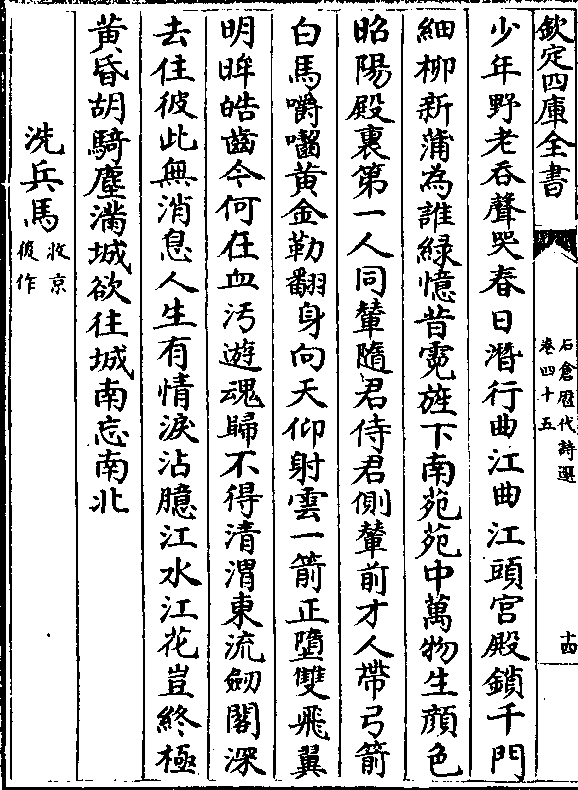 欽定四庫全書
石倉歷代詩選
卷四十五
十四
少年野老吞聲哭春日潛行曲江曲江頭宮殿鎖千門
細柳新蒲為誰緑憶昔霓旌下南苑苑中萬物生顔色
昭陽殿裏第一人同輦隨君侍君側輦前才人帶弓箭
白馬嚼囓黄金勒翻身向天仰射雲一箭正墮雙飛翼
明眸皓齒今何在血汚遊魂歸不得清渭東流劒閣深
去住彼此無消息人生有情淚沾臆江水江花豈終極
黄昏胡騎塵滿城欲往城南忘南北
洗兵馬收京
後作